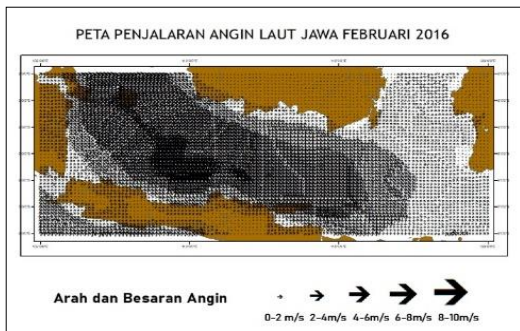 PETA PENJALARAN ANGIN LAUT JAWA FEBRUARI 2016
Arah dan Besaran Angin
0-2 m/s 2-4m/s 4-6m/s 6-8m/s 8-10m/s